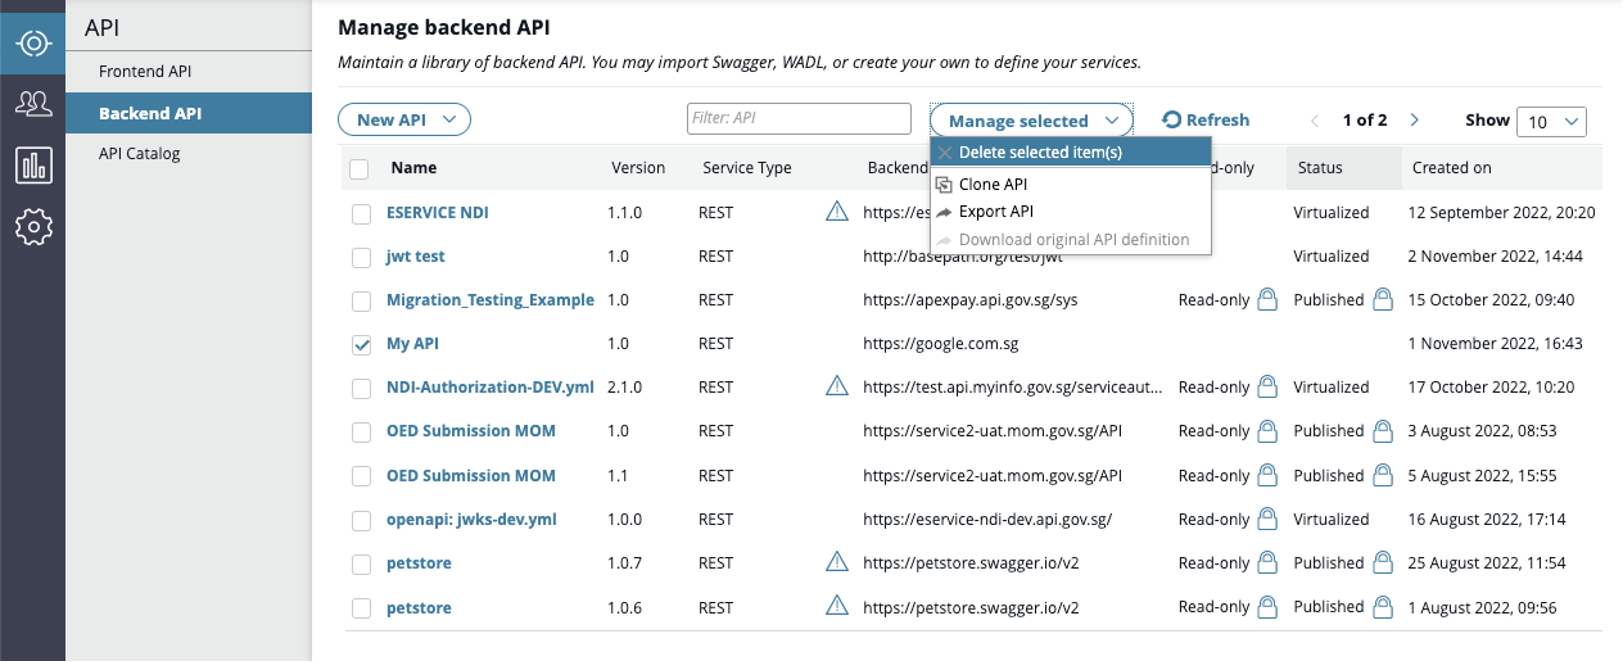 API
Frontend API
Backend API
API Catalog
Manage backend API
Maintain a library of backend API. You may import Swagger, WADL, or create your own to define your services.
New API
Filter: API
Manage selected
Refresh
1 of 2
Show
10
Delete selected item(s)
Clone API
Export API
Download original API definition
Name Version Service Type Backend d-only Status Created on
ESERVICE NDI 1.1.0 REST https://es Virtualized 12 September 2022, 20:20
jwt test 1.0 REST http://basepath.org/test/jwt Virtualized 2 November 2022, 14:44
Migration_Testing_Example 1.0 REST https://apexpay.api.gov.sg/sys Read-only Published 15 October 2022, 09:40
My API 1.0 REST https://google.com.sg 1 November 2022, 16:43
NDI-Authorization-DEV.yml 2.1.0 REST https://test.api.myinfo.gov.sg/serviceaut... Read-only Virtualized 17 October 2022, 10:20
OED Submission MOM 1.0 REST https://service2-uat.mom.gov.sg/API Read-only Published 3 August 2022, 08:53
OED Submission MOM 1.1 REST https://service2-uat.mom.gov.sg/API Read-only Published 5 August 2022, 15:55
openapi: jwks-dev.yml 1.0.0 REST https://eservice-ndi-dev.api.gov.sg/ Read-only Virtualized 16 August 2022, 17:14
petstore 1.0.7 REST https://petstore.swagger.io/v2 Read-only Published 25 August 2022, 11:54
petstore 1.0.6 REST https://petstore.swagger.io/v2 Read-only Published 1 August 2022, 09:56